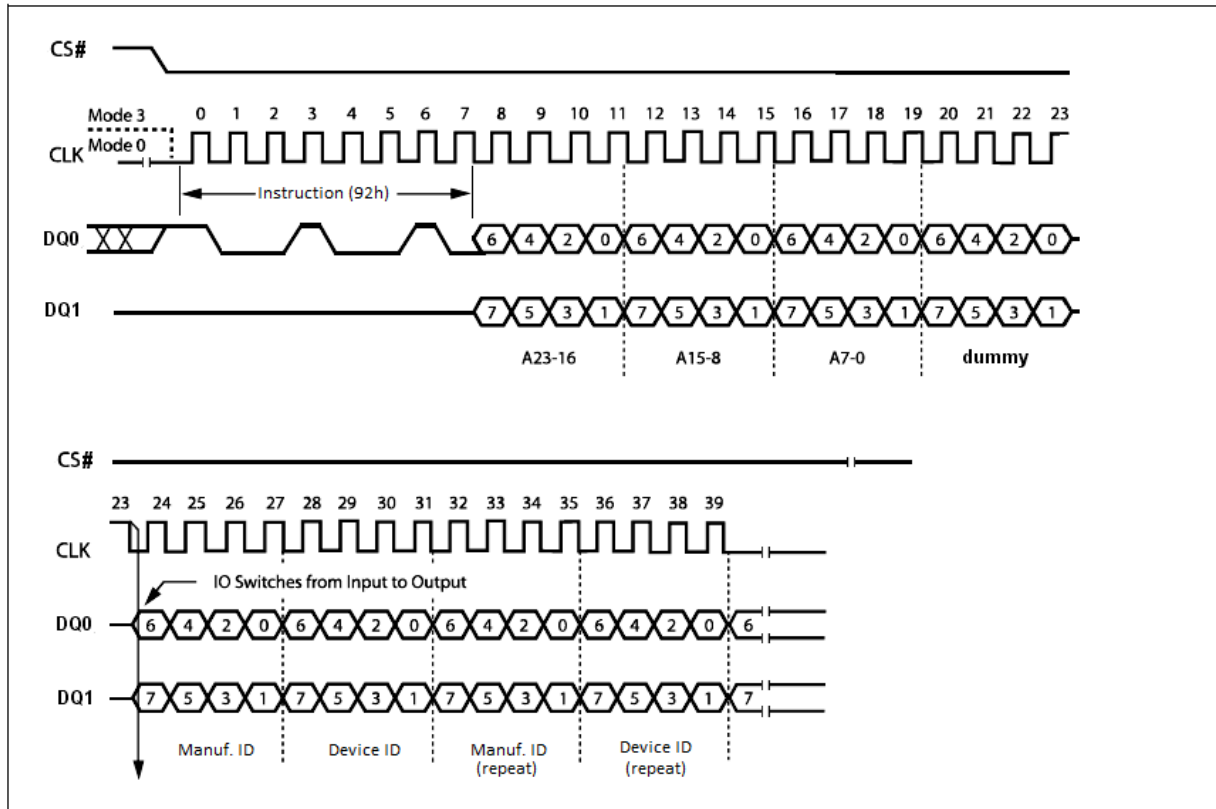 CS#
Mode 3
0 1 2 3 4 5 6 7 8 9 10 11 12 13 14 15 16 17 18 19 20 21 22 23
Mode 0
CLK
Instruction (92h)
DQ0 6 4 2 0 6 4 2 0 6 4 2 0 6 4 2 0
DQ1 7 5 3 1 7 5 3 1 7 5 3 1 7 5 3 1
A23-16 A15-8 A7-0 dummy
CS#
23 24 25 26 27 28 29 30 31 32 33 34 35 36 37 38 39
CLK
IO Switches from Input to Output
DQ0 6 4 2 0 6 4 2 0 6 4 2 0 6 4 2 0 6
DQ1 7 5 3 1 7 5 3 1 7 5 3 1 7 5 3 1 7
Manuf. ID Device ID Manuf. ID Device ID
(repeat) (repeat)